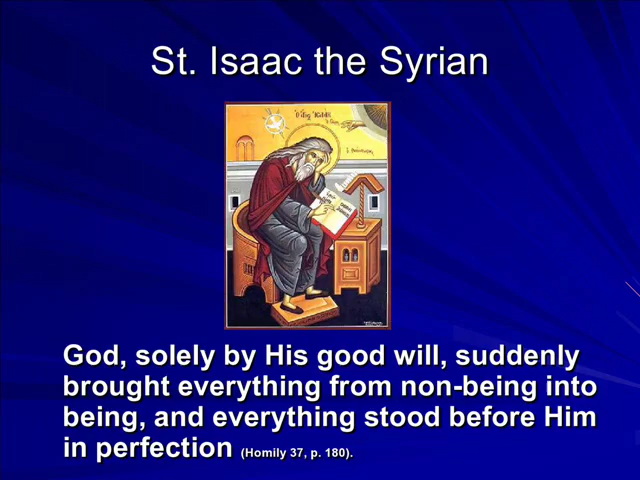 St. Isaac the Syrian
God, solely by His good will, suddenly
brought everything from non-being into
being, and everything stood before Him
in perfection (Homily 37, p. 180).